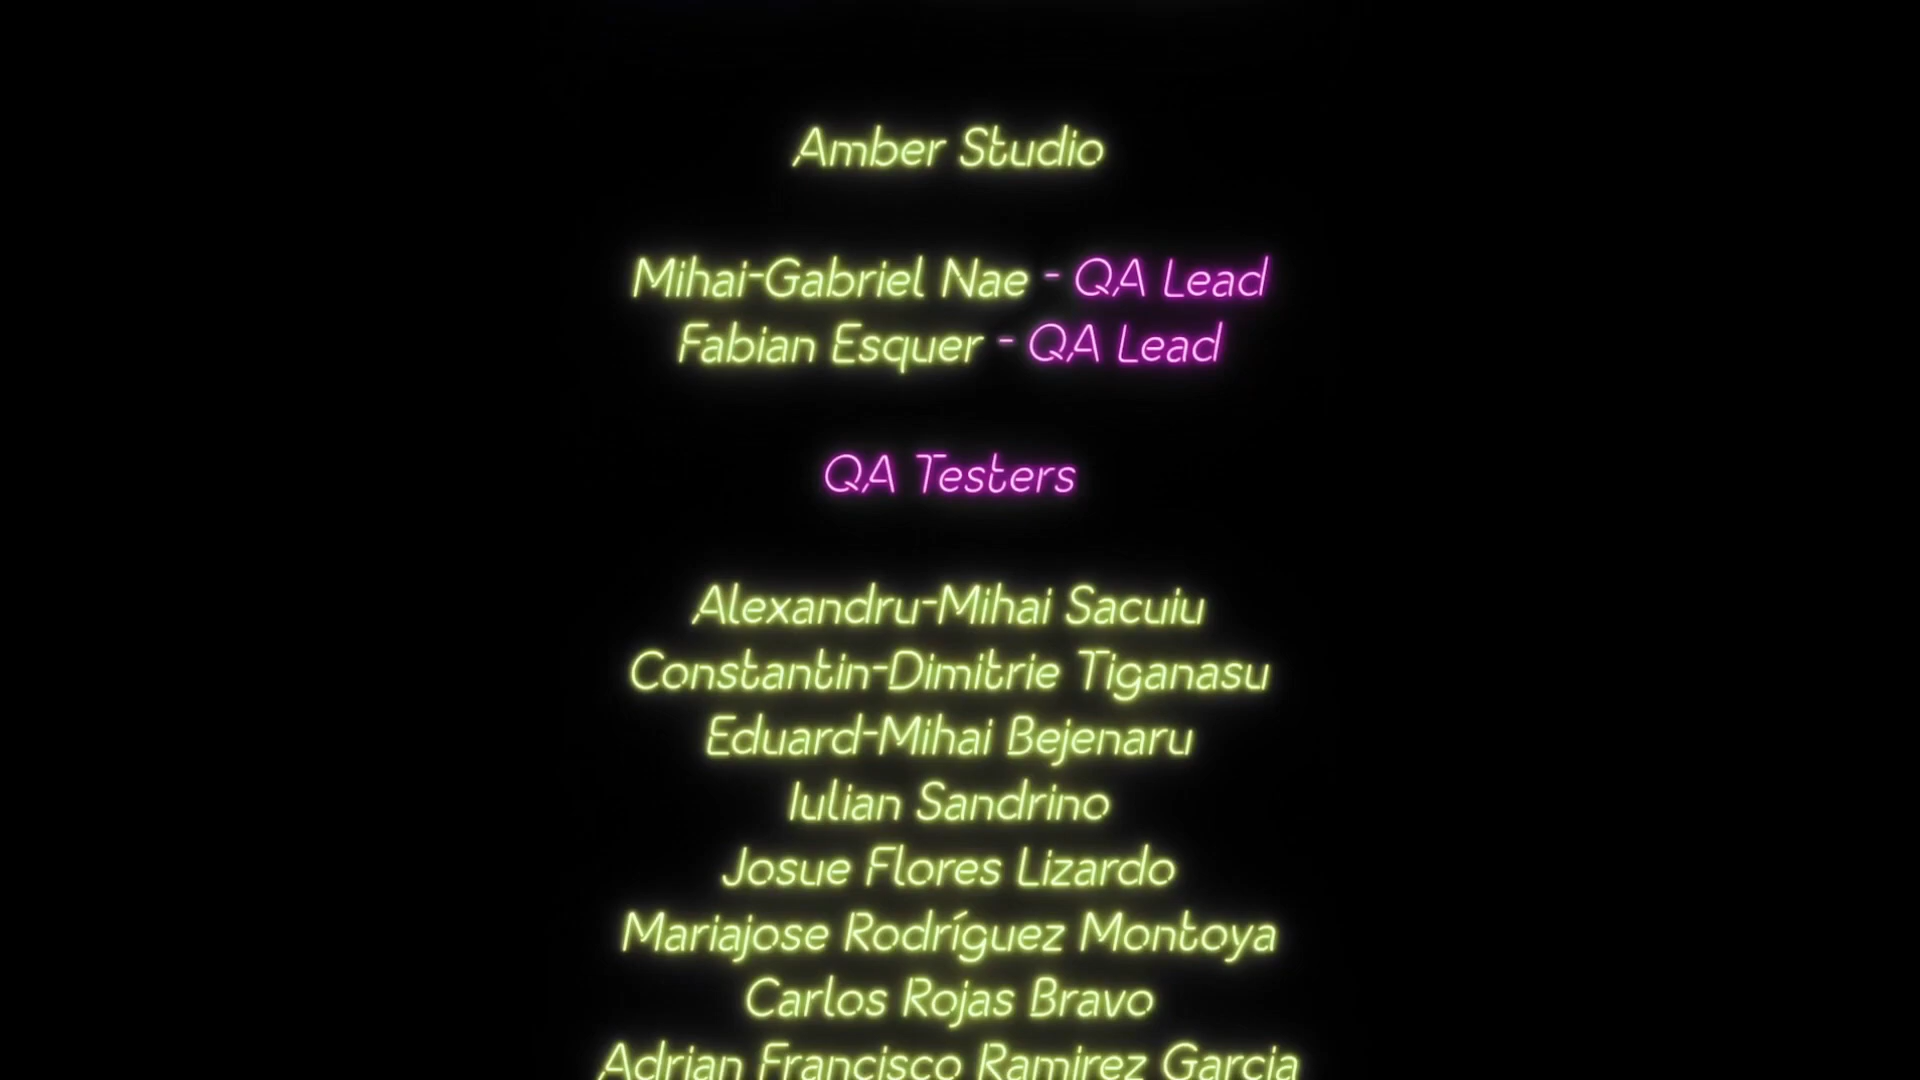 Amber Studio
Mihai-Gabriel Nae - QA Lead
Fabian Esquer - QA Lead
QA Testers
Alexandru-Mihai Sacuiu
Constantin-Dimitrie Tiganasu
Eduard-Mihai Bejenaru
Iulian Sandrino
Josue Flores Lizardo
Mariajose Rodríguez Montoya
Carlos Rojas Bravo
Adrian Francisco Ramirez Garcia